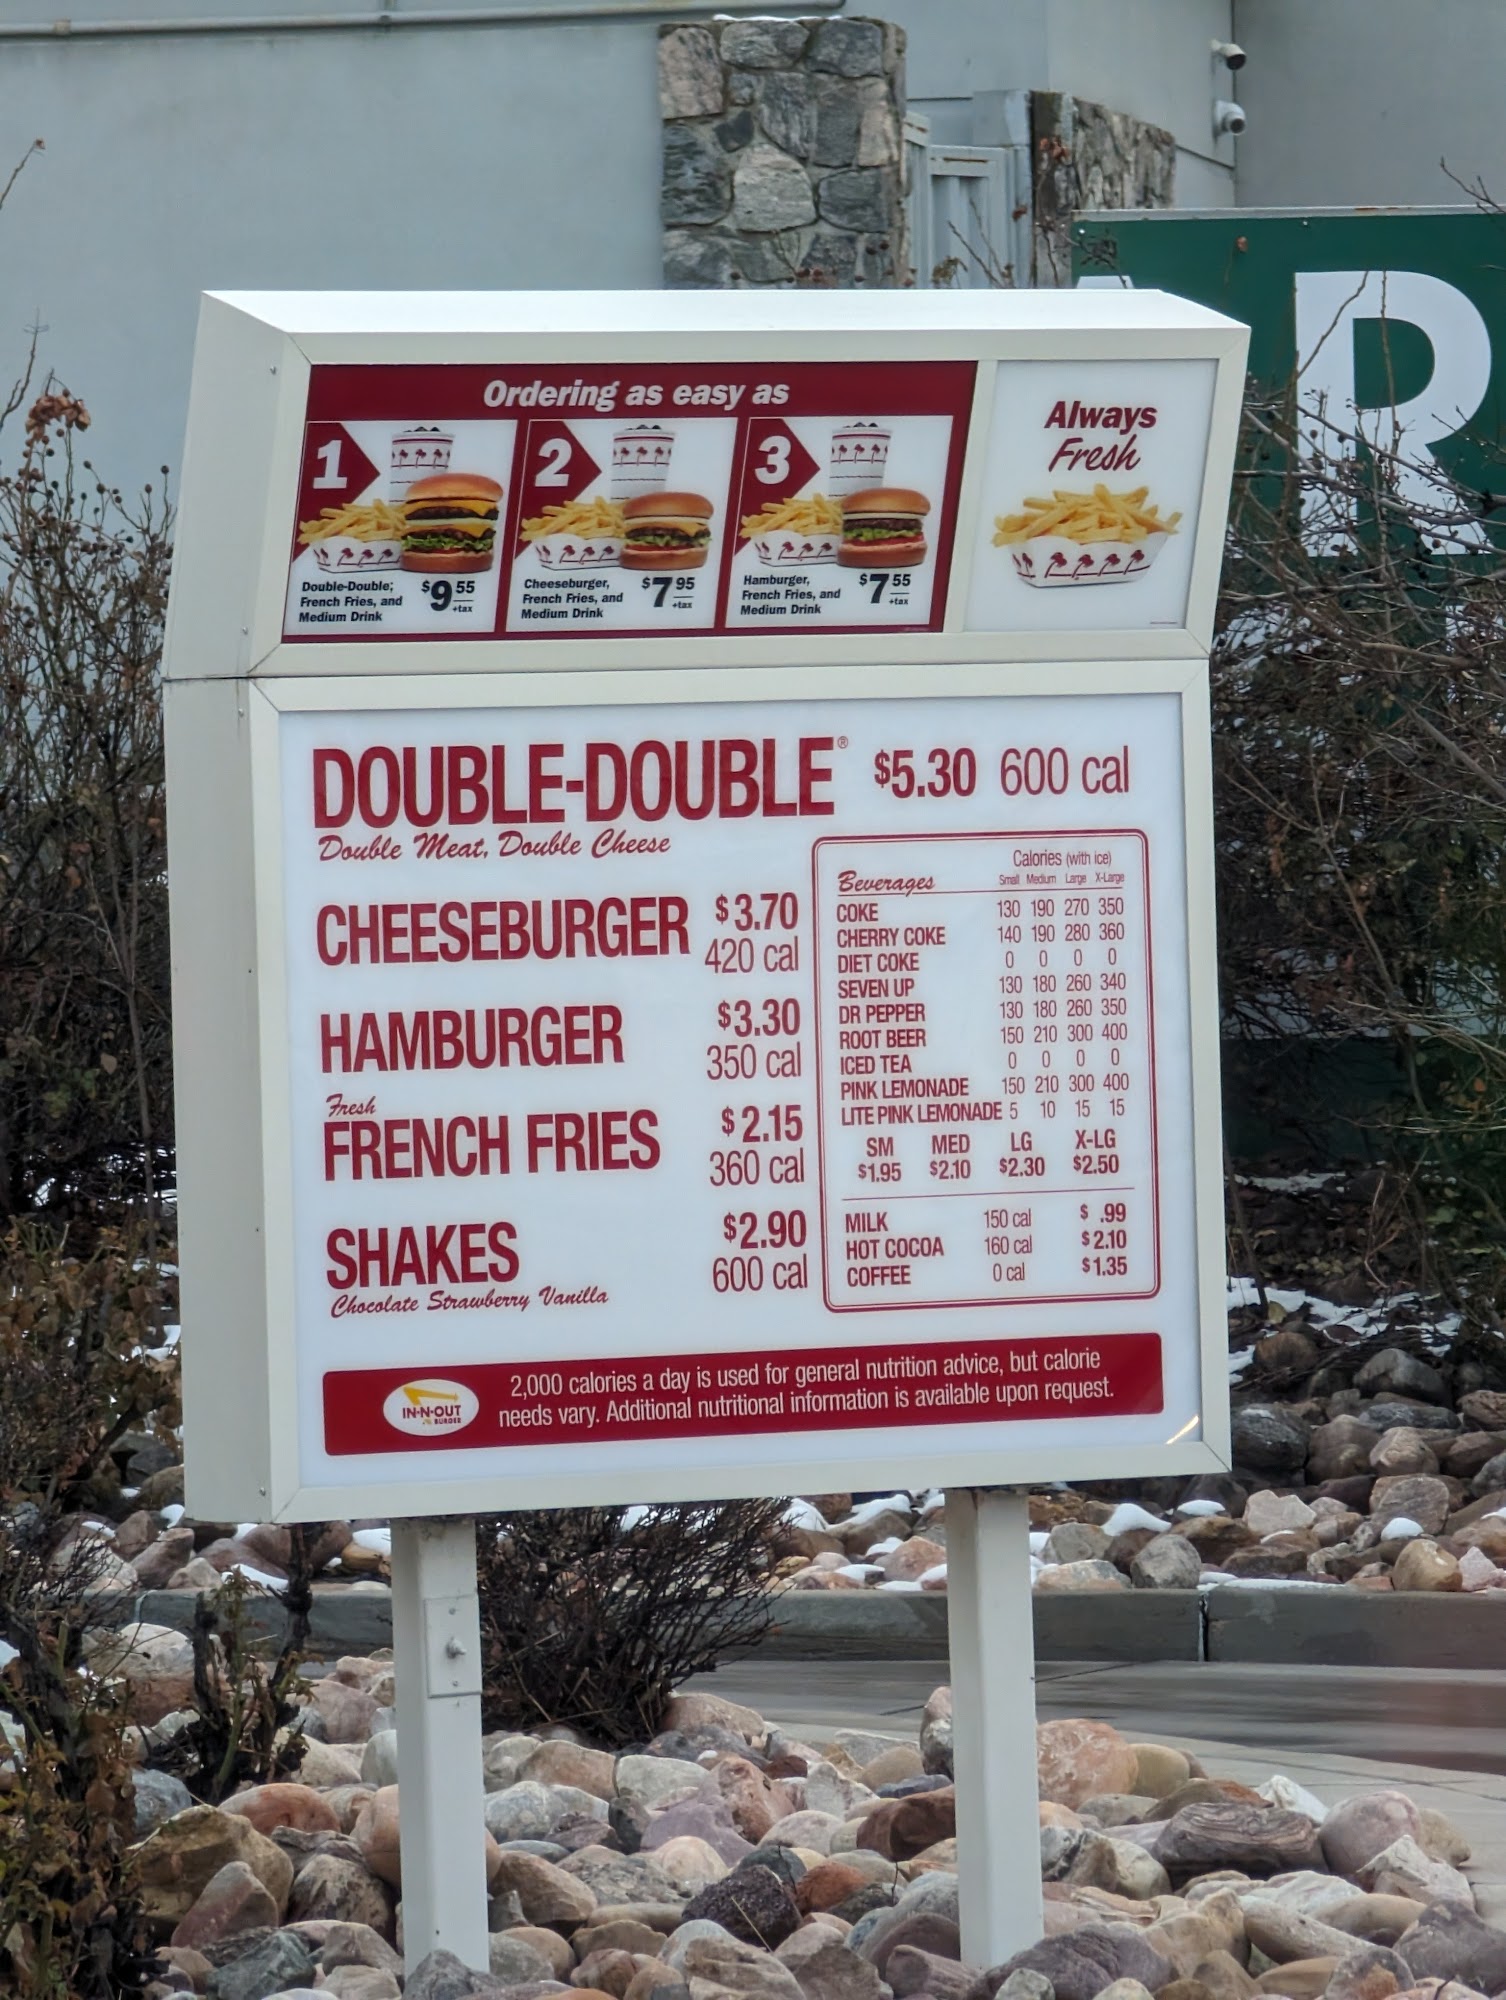 Ordering as easy as
1
Double-Double,
French Fries, and
Medium Drink
$9 55
+tax
2
Cheeseburger,
French Fries, and
Medium Drink
$7 95
+tax
3
Hamburger,
French Fries, and
Medium Drink
$7 55
+tax
Always
Fresh
R
DOUBLE-DOUBLE® $5.30 600 cal
Double Meat, Double Cheese
CHEESEBURGER $3.70
420 cal
HAMBURGER $3.30
350 cal
Fresh
FRENCH FRIES $2.15
360 cal
SHAKES $2.90
600 cal
Chocolate Strawberry Vanilla
Calories (with ice)
Beverages Small Medium Large X-Large
COKE 130 190 270 350
CHERRY COKE 140 190 280 360
DIET COKE 0 0 0 0
SEVEN UP 130 180 260 340
DR PEPPER 130 180 260 350
ROOT BEER 150 210 300 400
ICED TEA 0 0 0 0
PINK LEMONADE 150 210 300 400
LITE PINK LEMONADE 5 10 15 15
SM MED LG X-LG
$1.95 $2.10 $2.30 $2.50
MILK 150 cal $ .99
HOT COCOA 160 cal $2.10
COFFEE 0 cal $1.35
IN-N-OUT
BURGER
2,000 calories a day is used for general nutrition advice, but calorie
needs vary. Additional nutritional information is available upon request.